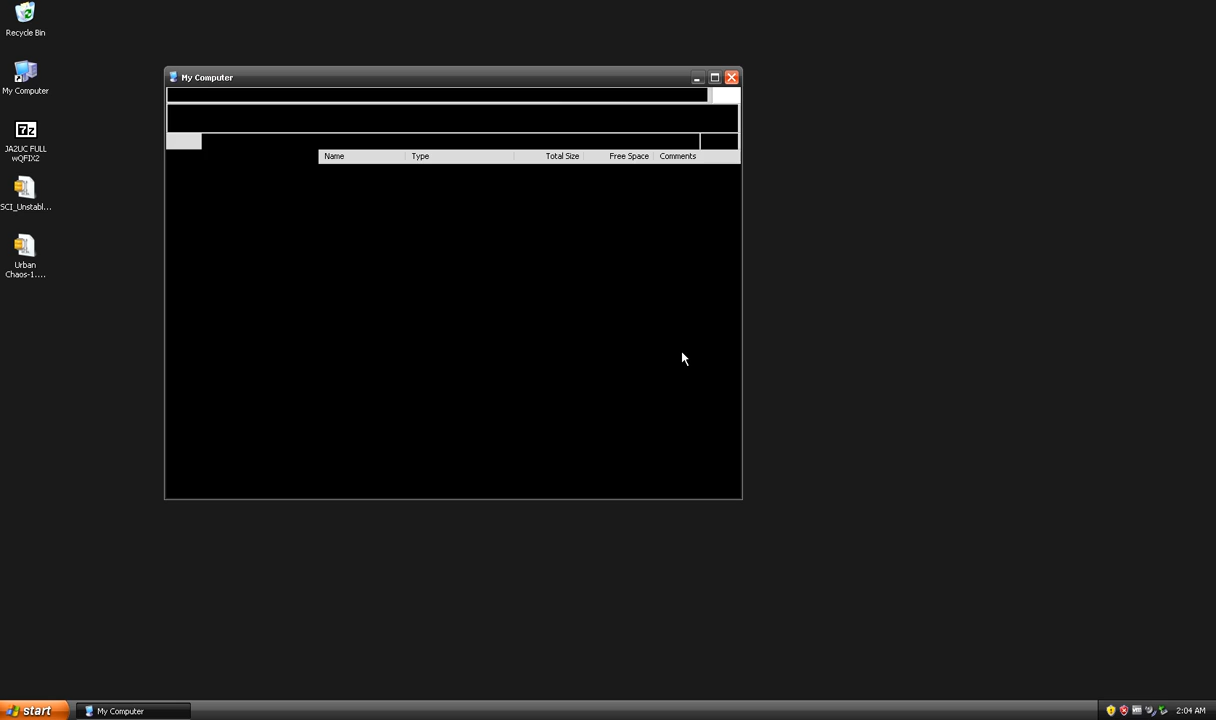 Recycle Bin
My Computer
JA2UC FULL
wQFIX2
SCI_Unstabl...
Urban
Chaos-1....
My Computer
Name Type Total Size Free Space Comments
start
My Computer
2:04 AM